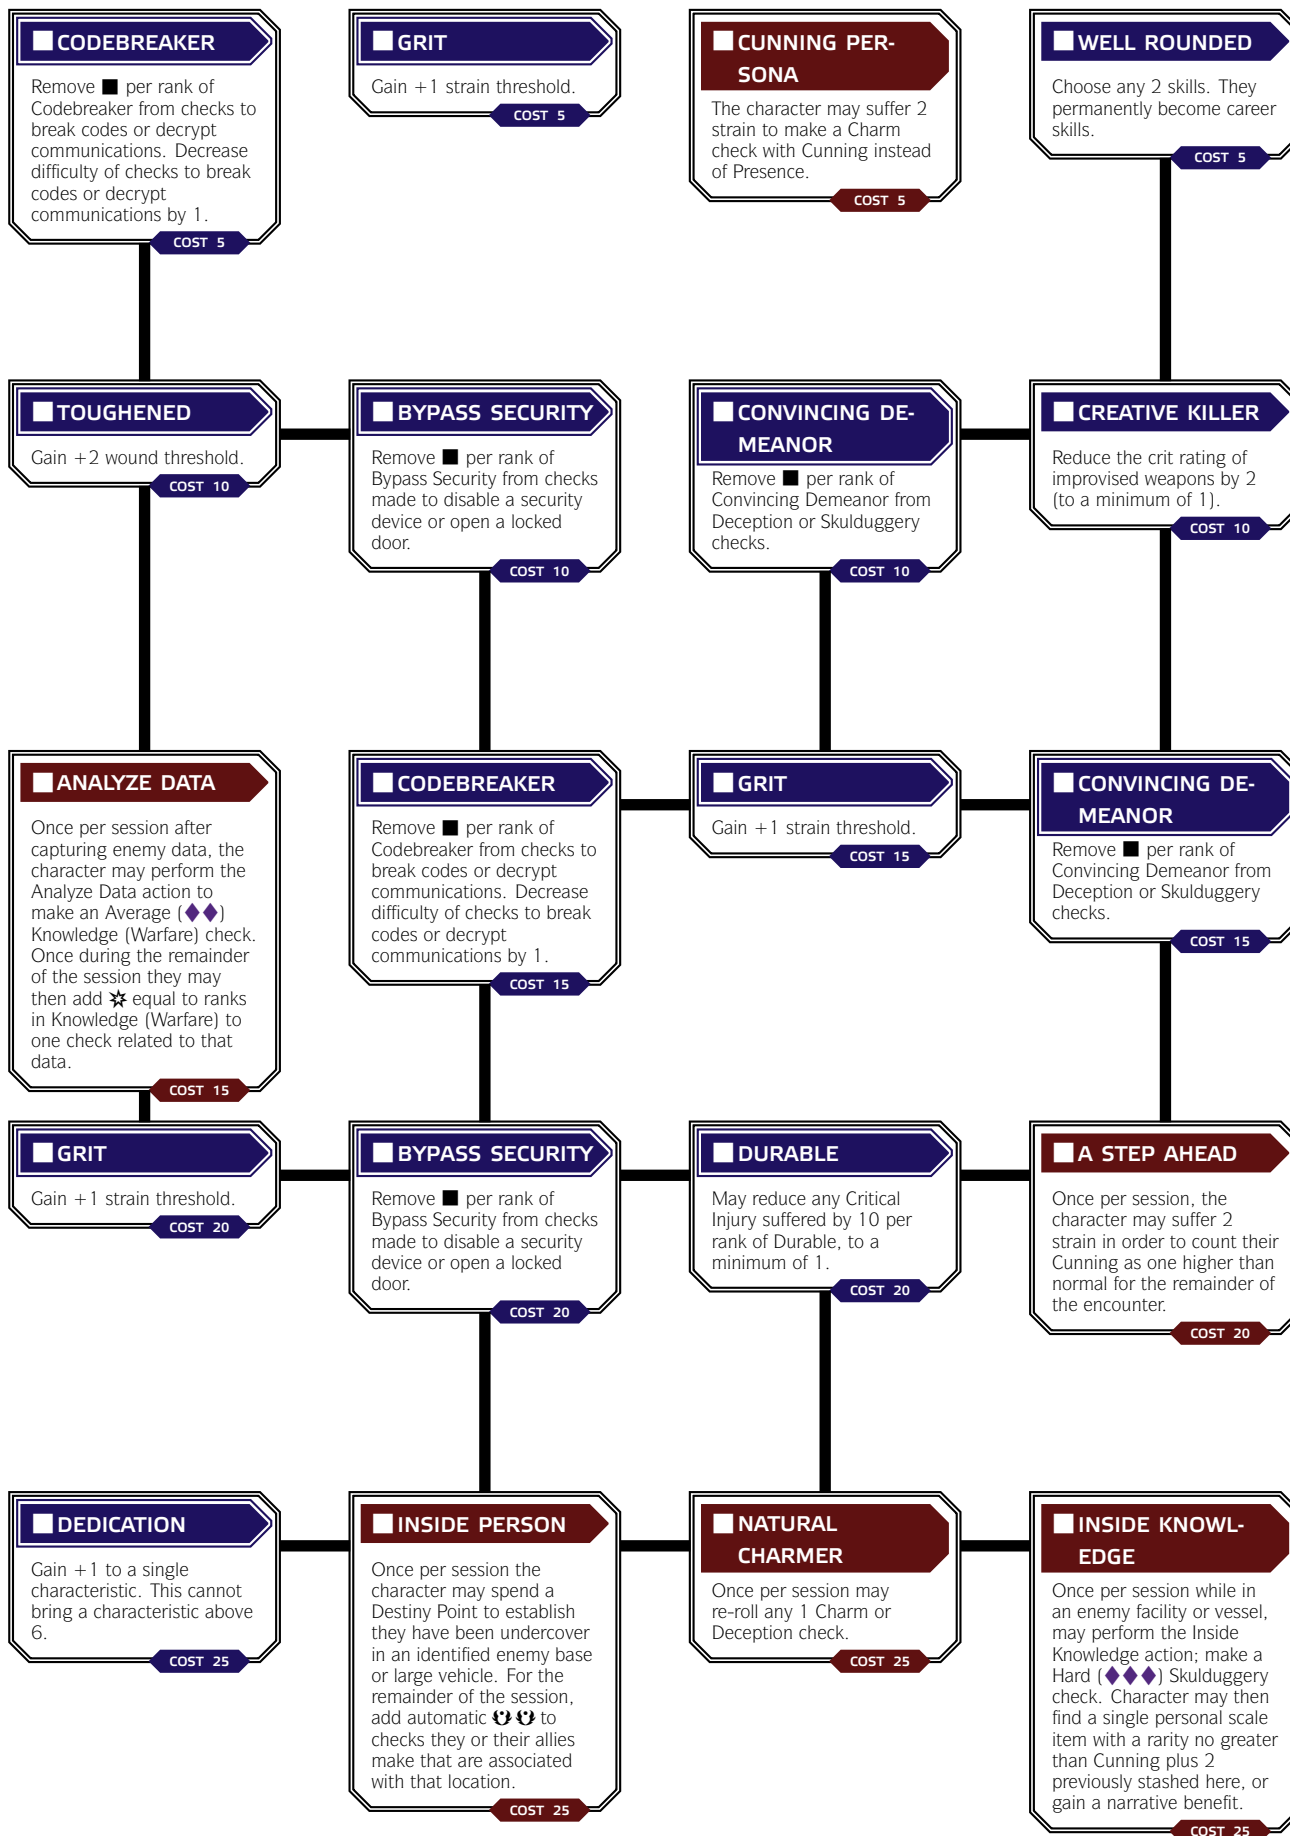 CODEBREAKER
Remove ■ per rank of
Codebreaker from checks to
break codes or decrypt
communications. Decrease
difficulty of checks to break
codes or decrypt
communications by 1.
COST 5
GRIT
Gain +1 strain threshold.
COST 5
CUNNING PER-
SONA
The character may suffer 2
strain to make a Charm
check with Cunning instead
of Presence.
COST 5
WELL ROUNDED
Choose any 2 skills. They
permanently become career
skills.
COST 5
TOUGHENED
Gain +2 wound threshold.
COST 10
BYPASS SECURITY
Remove ■ per rank of
Bypass Security from checks
made to disable a security
device or open a locked
door.
COST 10
CONVINCING DE-
MEANOR
Remove ■ per rank of
Convincing Demeanor from
Deception or Skulduggery
checks.
COST 10
CREATIVE KILLER
Reduce the crit rating of
improvised weapons by 2
(to a minimum of 1).
COST 10
ANALYZE DATA
Once per session after
capturing enemy data, the
character may perform the
Analyze Data action to
make an Average (♦♦)
Knowledge (Warfare) check.
Once during the remainder
of the session they may
then add equal to ranks
in Knowledge (Warfare) to
one check related to that
data.
COST 15
CODEBREAKER
Remove ■ per rank of
Codebreaker from checks to
break codes or decrypt
communications. Decrease
difficulty of checks to break
codes or decrypt
communications by 1.
COST 15
GRIT
Gain +1 strain threshold.
COST 15
CONVINCING DE-
MEANOR
Remove ■ per rank of
Convincing Demeanor from
Deception or Skulduggery
checks.
COST 15
GRIT
Gain +1 strain threshold.
COST 20
BYPASS SECURITY
Remove ■ per rank of
Bypass Security from checks
made to disable a security
device or open a locked
door.
COST 20
DURABLE
May reduce any Critical
Injury suffered by 10 per
rank of Durable, to a
minimum of 1.
COST 20
A STEP AHEAD
Once per session, the
character may suffer 2
strain in order to count their
Cunning as one higher than
normal for the remainder of
the encounter.
COST 20
DEDICATION
Gain +1 to a single
characteristic. This cannot
bring a characteristic above
6.
COST 25
INSIDE PERSON
Once per session the
character may spend a
Destiny Point to establish
they have been undercover
in an identified enemy base
or large vehicle. For the
remainder of the session,
add automatic to
checks they or their allies
make that are associated
with that location.
COST 25
NATURAL
CHARMER
Once per session may
re-roll any 1 Charm or
Deception check.
COST 25
INSIDE KNOWL-
EDGE
Once per session while in
an enemy facility or vessel,
may perform the Inside
Knowledge action; make a
Hard (♦♦♦) Skulduggery
check. Character may then
find a single personal scale
item with a rarity no greater
than Cunning plus 2
previously stashed here, or
gain a narrative benefit.
COST 25